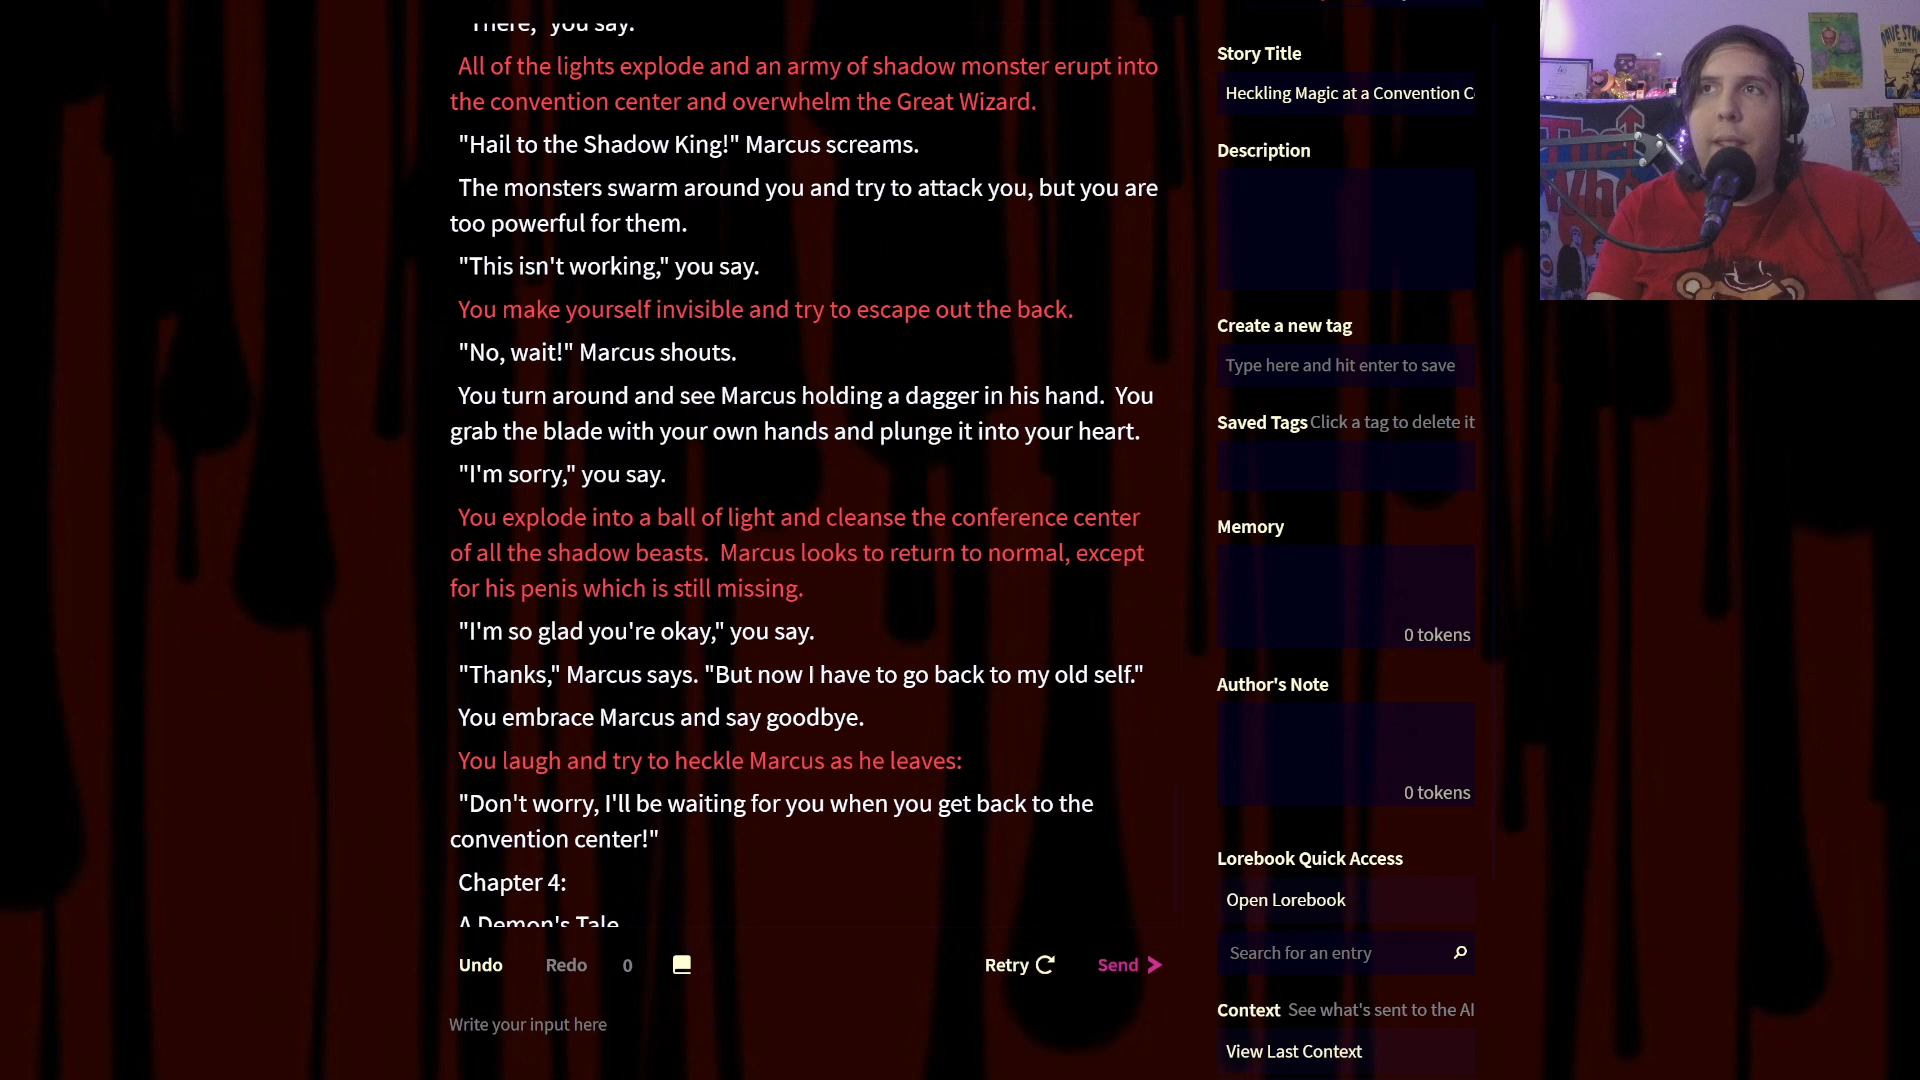 "There," you say.
All of the lights explode and an army of shadow monster erupt into
the convention center and overwhelm the Great Wizard.
"Hail to the Shadow King!" Marcus screams.
The monsters swarm around you and try to attack you, but you are
too powerful for them.
"This isn't working," you say.
You make yourself invisible and try to escape out the back.
"No, wait!" Marcus shouts.
You turn around and see Marcus holding a dagger in his hand.  You
grab the blade with your own hands and plunge it into your heart.
"I'm sorry," you say.
You explode into a ball of light and cleanse the conference center
of all the shadow beasts.  Marcus looks to return to normal, except
for his penis which is still missing.
"I'm so glad you're okay," you say.
"Thanks," Marcus says. "But now I have to go back to my old self."
You embrace Marcus and say goodbye.
You laugh and try to heckle Marcus as he leaves:
"Don't worry, I'll be waiting for you when you get back to the
convention center!"
Chapter 4:
A Demon's Tale
Undo
Redo
0
Retry
Send
Write your input here
Story Title
Heckling Magic at a Convention C
Description
Create a new tag
Type here and hit enter to save
Saved Tags Click a tag to delete it
Memory
0 tokens
Author's Note
0 tokens
Lorebook Quick Access
Open Lorebook
Search for an entry
Context See what's sent to the AI
View Last Context
The
Who